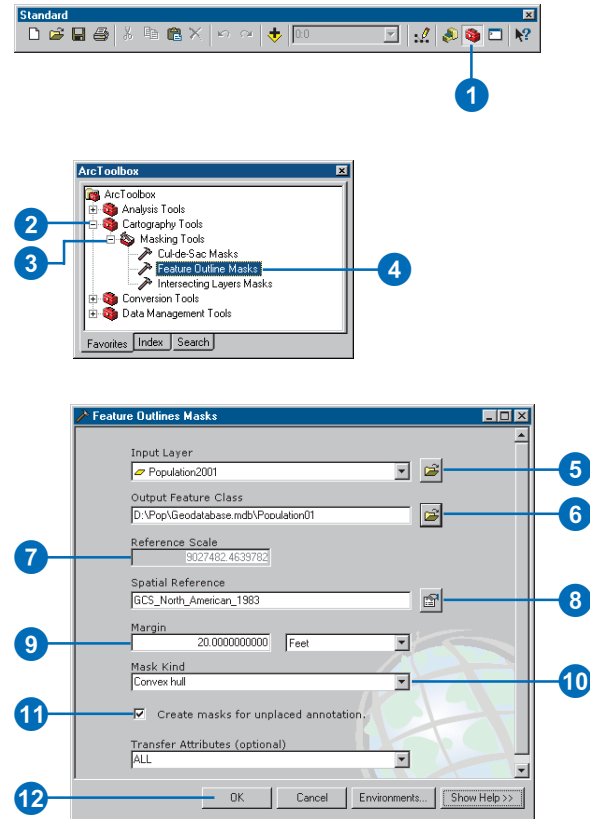 Standard
0:0
1
ArcToolbox
ArcToolbox
Analysis Tools
2
Cartography Tools
3
Masking Tools
Cul-de-Sac Masks
Feature Outline Masks
4
Intersecting Layers Masks
Conversion Tools
Data Management Tools
Favorites Index Search
Feature Outlines Masks
Input Layer
Population2001
5
Output Feature Class
D:\Pop\Geodatabase.mdb\Population01
6
Reference Scale
7
9027482.4639782
Spatial Reference
GCS_North_American_1983
8
Margin
9
20.0000000000 Feet
Mask Kind
Convex hull
10
11
Create masks for unplaced annotation.
Transfer Attributes (optional)
ALL
12
OK Cancel Environments... Show Help >>